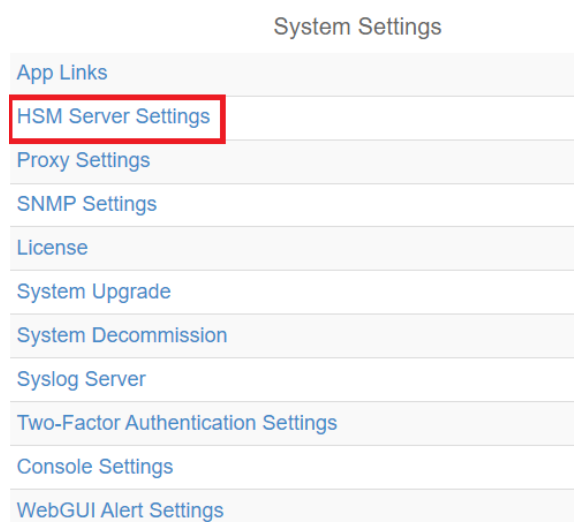 System Settings
App Links
HSM Server Settings
Proxy Settings
SNMP Settings
License
System Upgrade
System Decommission
Syslog Server
Two-Factor Authentication Settings
Console Settings
WebGUI Alert Settings